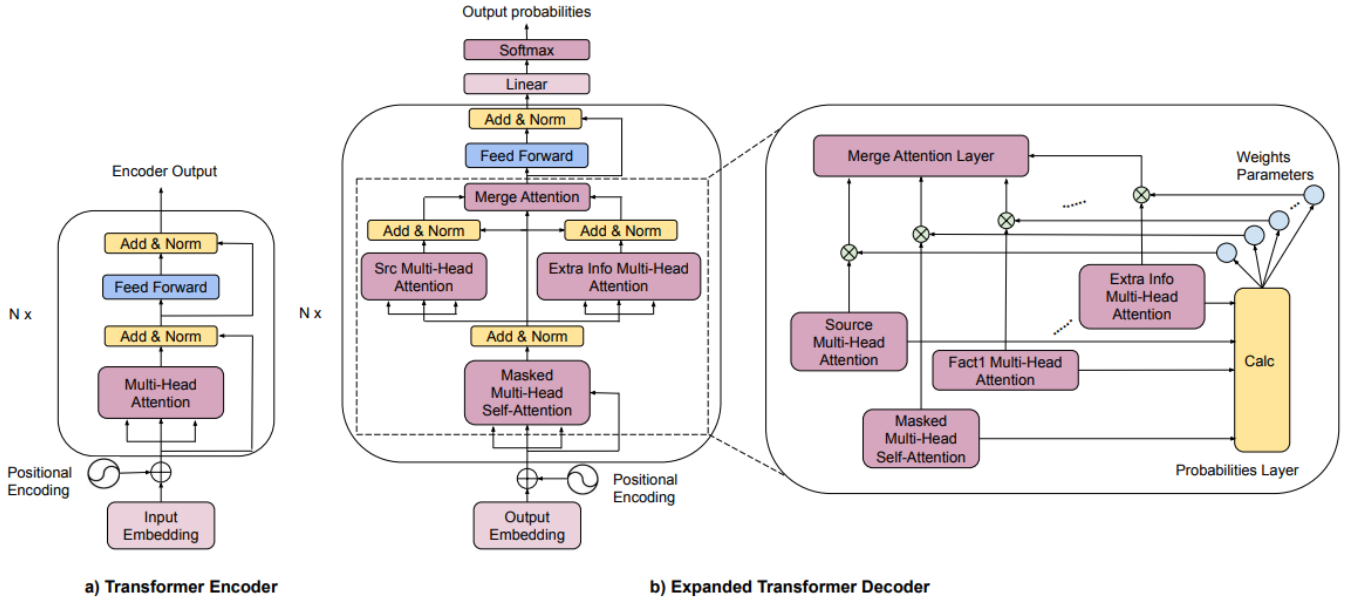 Output probabilities
Softmax
Linear
Add & Norm
Feed Forward
Merge Attention
Add & Norm
Add & Norm
Src Multi-Head
Attention
Extra Info Multi-Head
Attention
Add & Norm
Masked
Multi-Head
Self-Attention
N x
Positional
Encoding
Output
Embedding
Encoder Output
Add & Norm
Feed Forward
Add & Norm
Multi-Head
Attention
N x
Positional
Encoding
Input
Embedding
Merge Attention Layer
Weights
Parameters
Extra Info
Multi-Head
Attention
Source
Multi-Head
Attention
Fact1 Multi-Head
Attention
Masked
Multi-Head
Self-Attention
Calc
Probabilities Layer
a) Transformer Encoder
b) Expanded Transformer Decoder